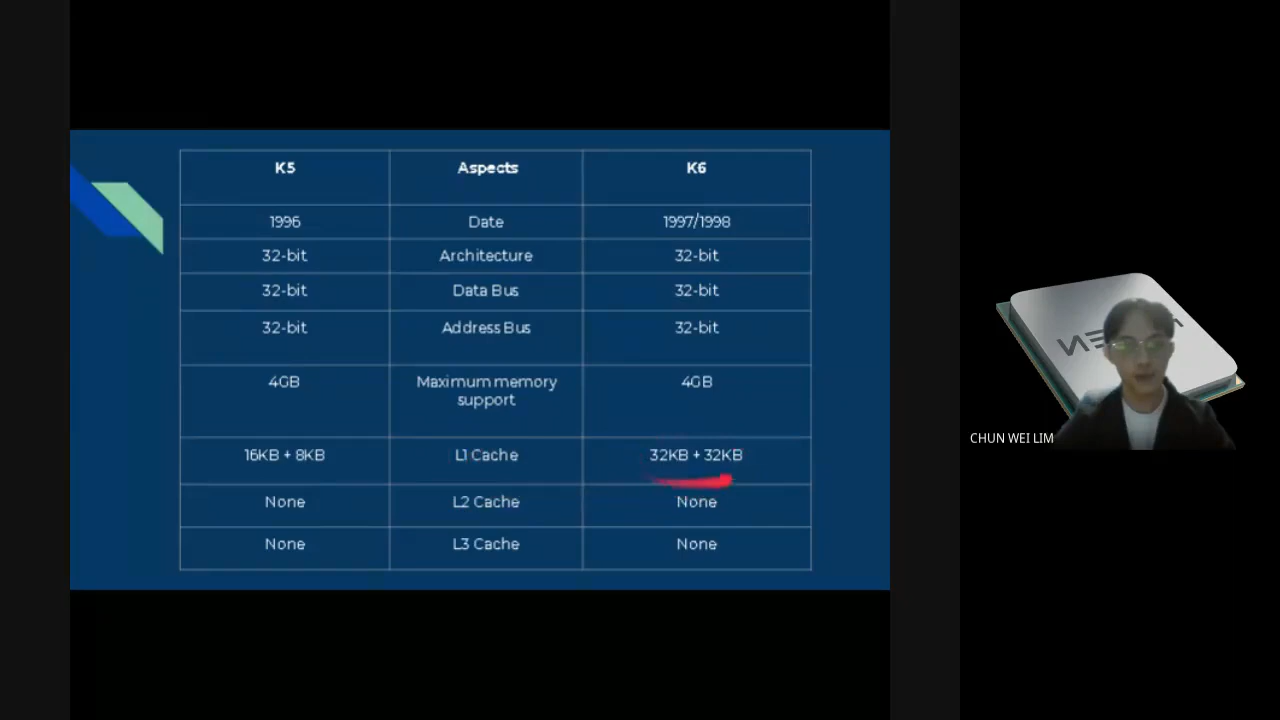 K5 Aspects K6
1996 Date 1997/1998
32-bit Architecture 32-bit
32-bit Data Bus 32-bit
32-bit Address Bus 32-bit
4GB Maximum memory 4GB
support
16KB + 8KB L1 Cache 32KB + 32KB
None L2 Cache None
None L3 Cache None
CHUN WEI LIM